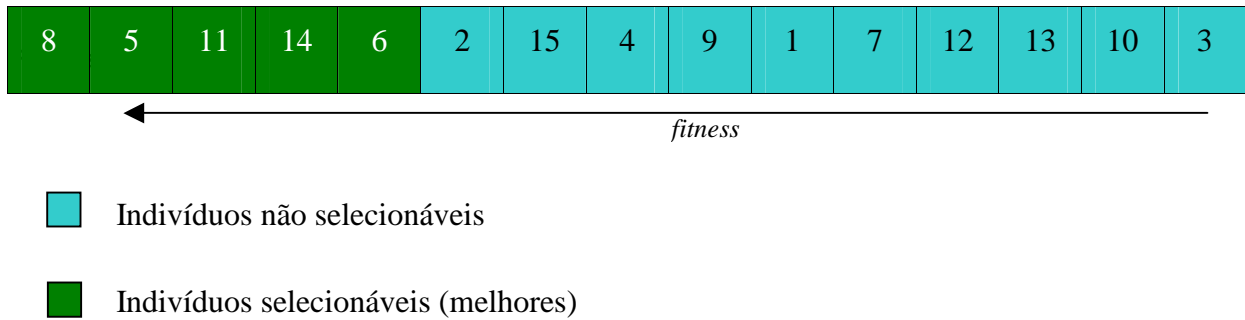 8 5 11 14 6 2 15 4 9 1 7 12 13 10 3
fitness
Indivíduos não selecionáveis
Indivíduos selecionáveis (melhores)